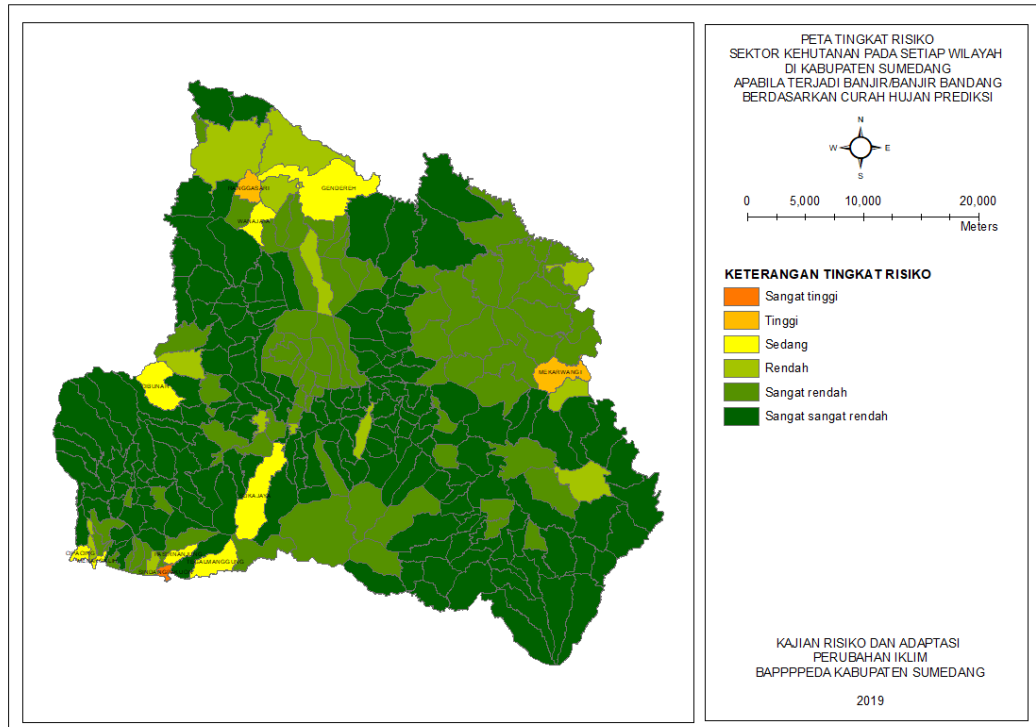 PETA TINGKAT RISIKO
SEKTOR KEHUTANAN PADA SETIAP WILAYAH
DI KABUPATEN SUMEDANG
APABILA TERJADI BANJIR/BANJIR BANDANG
BERDASARKAN CURAH HUJAN PREDIKSI
N
W E
S
0 5,000 10,000 20,000
Meters
KETERANGAN TINGKAT RISIKO
Sangat tinggi
Tinggi
Sedang
Rendah
Sangat rendah
Sangat sangat rendah
KAJIAN RISIKO DAN ADAPTASI
PERUBAHAN IKLIM
BAPPPPEDA KABUPATEN SUMEDANG
2019
GENDEREH
MEKARWANGI